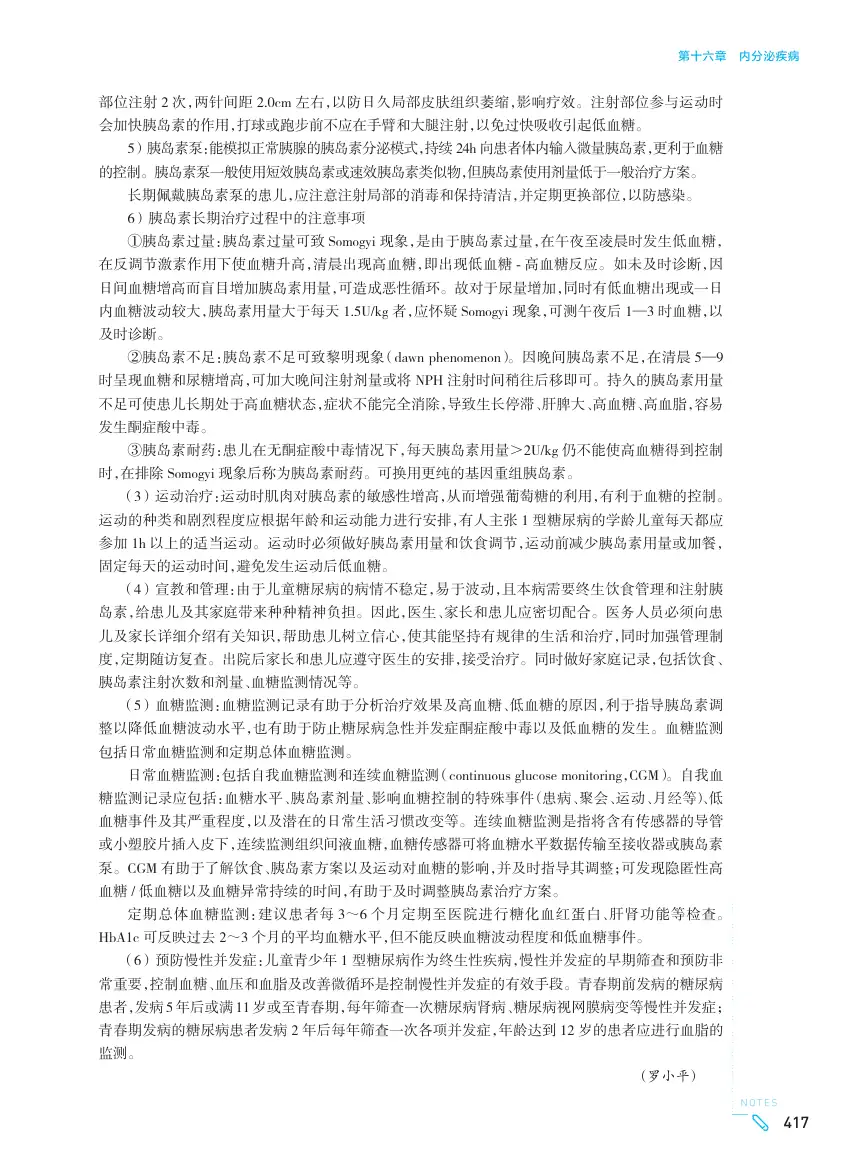 第十六章 内分泌疾病
部位注射 2 次，两针间距 2.0cm 左右，以防日久局部皮肤组织萎缩，影响疗效。注射部位参与运动时
会加快胰岛素的作用，打球或跑步前不应在手臂和大腿注射，以免过快吸收引起低血糖。
5）胰岛素泵：能模拟正常胰腺的胰岛素分泌模式，持续 24h 向患者体内输入微量胰岛素，更利于血糖
的控制。胰岛素泵一般使用短效胰岛素或速效胰岛素类似物，但胰岛素使用剂量低于一般治疗方案。
长期佩戴胰岛素泵的患儿，应注意注射局部的消毒和保持清洁，并定期更换部位，以防感染。
6）胰岛素长期治疗过程中的注意事项
①胰岛素过量：胰岛素过量可致 Somogyi 现象，是由于胰岛素过量，在午夜至凌晨时发生低血糖，
在反调节激素作用下使血糖升高，清晨出现高血糖，即出现低血糖 - 高血糖反应。如未及时诊断，因
日间血糖增高而盲目增加胰岛素用量，可造成恶性循环。故对于尿量增加，同时有低血糖出现或一日
内血糖波动较大，胰岛素用量大于每天 1.5U/kg 者，应怀疑 Somogyi 现象，可测午夜后 1—3 时血糖，以
及时诊断。
②胰岛素不足：胰岛素不足可致黎明现象（dawn phenomenon）。因晚间胰岛素不足，在清晨 5—9
时呈现血糖和尿糖增高，可加大晚间注射剂量或将 NPH 注射时间稍往后移即可。持久的胰岛素用量
不足可使患儿长期处于高血糖状态，症状不能完全消除，导致生长停滞、肝脾大、高血糖、高血脂，容易
发生酮症酸中毒。
③胰岛素耐药：患儿在无酮症酸中毒情况下，每天胰岛素用量＞2U/kg 仍不能使高血糖得到控制
时，在排除 Somogyi 现象后称为胰岛素耐药。可换用更纯的基因重组胰岛素。
（3）运动治疗：运动时肌肉对胰岛素的敏感性增高，从而增强葡萄糖的利用，有利于血糖的控制。
运动的种类和剧烈程度应根据年龄和运动能力进行安排，有人主张 1 型糖尿病的学龄儿童每天都应
参加 1h 以上的适当运动。运动时必须做好胰岛素用量和饮食调节，运动前减少胰岛素用量或加餐，
固定每天的运动时间，避免发生运动后低血糖。
（4）宣教和管理：由于儿童糖尿病的病情不稳定，易于波动，且本病需要终生饮食管理和注射胰
岛素，给患儿及其家庭带来种种精神负担。因此，医生、家长和患儿应密切配合。医务人员必须向患
儿及家长详细介绍有关知识，帮助患儿树立信心，使其能坚持有规律的生活和治疗，同时加强管理制
度，定期随访复查。出院后家长和患儿应遵守医生的安排，接受治疗。同时做好家庭记录，包括饮食、
胰岛素注射次数和剂量、血糖监测情况等。
（5）血糖监测：血糖监测记录有助于分析治疗效果及高血糖、低血糖的原因，利于指导胰岛素调
整以降低血糖波动水平，也有助于防止糖尿病急性并发症酮症酸中毒以及低血糖的发生。血糖监测
包括日常血糖监测和定期总体血糖监测。
日常血糖监测：包括自我血糖监测和连续血糖监测（continuous glucose monitoring，CGM）。自我血
糖监测记录应包括：血糖水平、胰岛素剂量、影响血糖控制的特殊事件（患病、聚会、运动、月经等）、低
血糖事件及其严重程度，以及潜在的日常生活习惯改变等。连续血糖监测是指将含有传感器的导管
或小塑胶片插入皮下，连续监测组织间液血糖，血糖传感器可将血糖水平数据传输至接收器或胰岛素
泵。CGM 有助于了解饮食、胰岛素方案以及运动对血糖的影响，并及时指导其调整；可发现隐匿性高
血糖 / 低血糖以及血糖异常持续的时间，有助于及时调整胰岛素治疗方案。
定期总体血糖监测：建议患者每 3～6 个月定期至医院进行糖化血红蛋白、肝肾功能等检查。
HbA1c 可反映过去 2～3 个月的平均血糖水平，但不能反映血糖波动程度和低血糖事件。
（6）预防慢性并发症：儿童青少年 1 型糖尿病作为终生性疾病，慢性并发症的早期筛查和预防非
常重要，控制血糖、血压和血脂及改善微循环是控制慢性并发症的有效手段。青春期前发病的糖尿病
患者，发病 5 年后或满 11 岁或至青春期，每年筛查一次糖尿病肾病、糖尿病视网膜病变等慢性并发症；
青春期发病的糖尿病患者发病 2 年后每年筛查一次各项并发症，年龄达到 12 岁的患者应进行血脂的
监测。
（罗小平）
NOTES
417